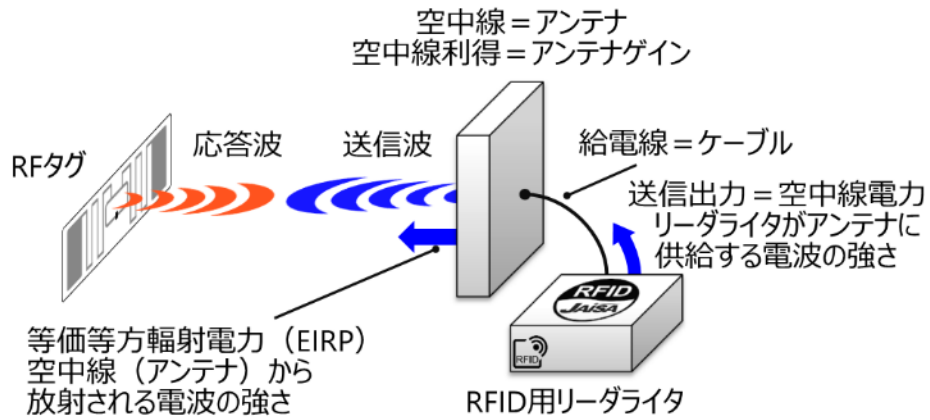 空中線＝アンテナ
空中線利得＝アンテナゲイン
RFタグ
応答波
送信波
給電線＝ケーブル
送信出力＝空中線電力
リーダライタがアンテナに
供給する電波の強さ
等価等方輻射電力（EIRP）
空中線（アンテナ）から
放射される電波の強さ
RFID
JAISA
RFID
RFID用リーダライタ